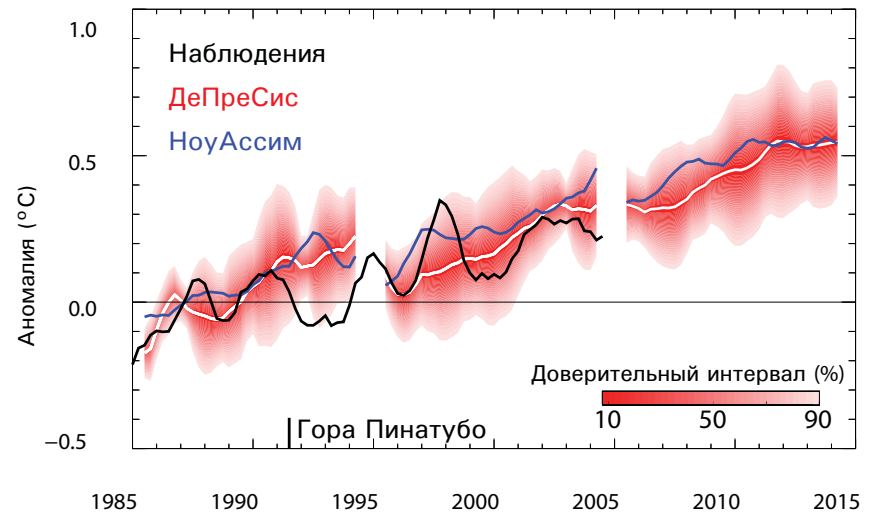 1.0
Наблюдения
ДеПреСис
НоуАссим
0.5
Аномалия (°C)
0.0
Доверительный интервал (%)
10 50 90
Гора Пинатубо
−0.5
1985 1990 1995 2000 2005 2010 2015